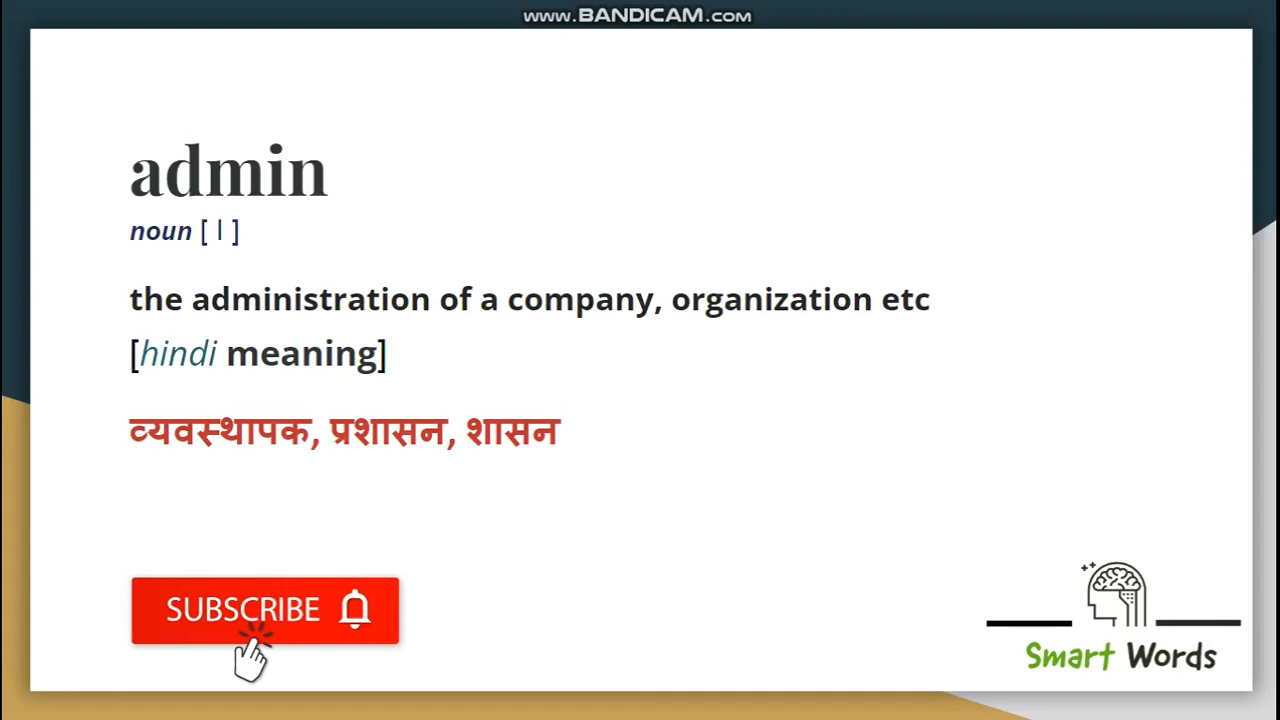 www.BANDICAM.com
admin
noun [ I ]
the administration of a company, organization etc
[hindi meaning]
व्यवस्थापक, प्रशासन, शासन
SUBSCRIBE
Smart Words